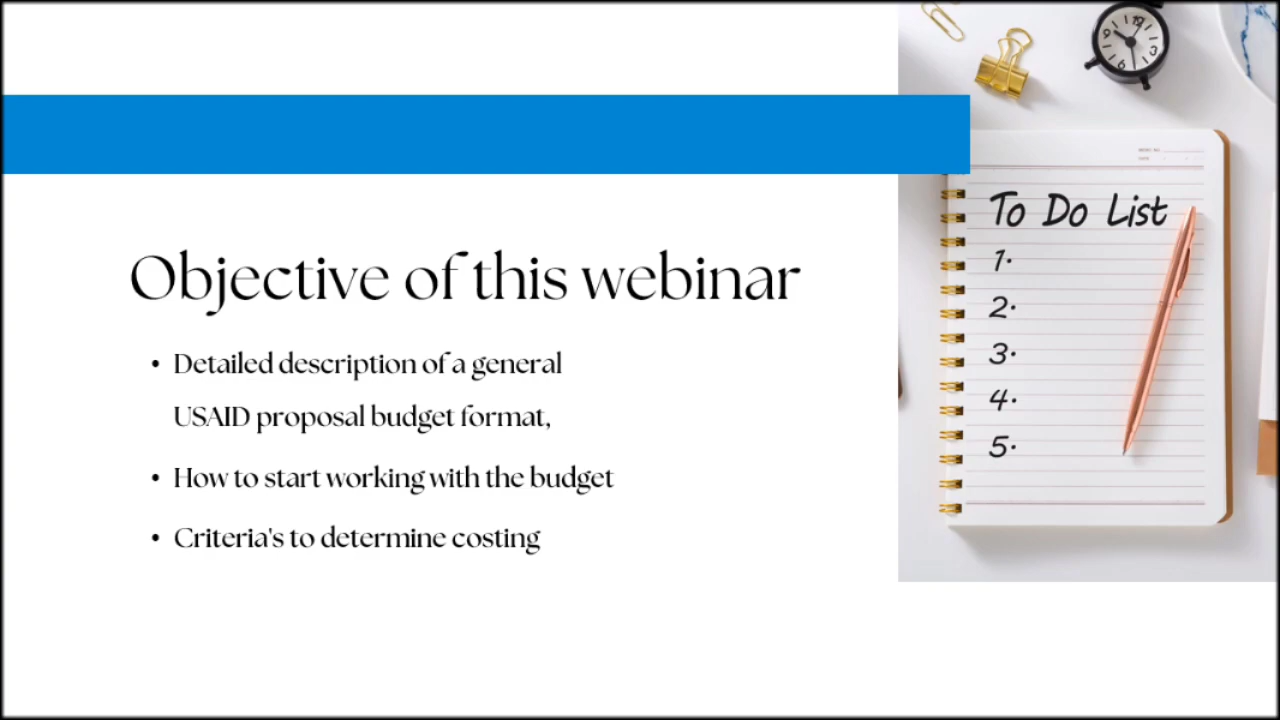 Objective of this webinar
• Detailed description of a general
USAID proposal budget format,
• How to start working with the budget
• Criteria's to determine costing
To Do List
1.
2.
3.
4.
5.